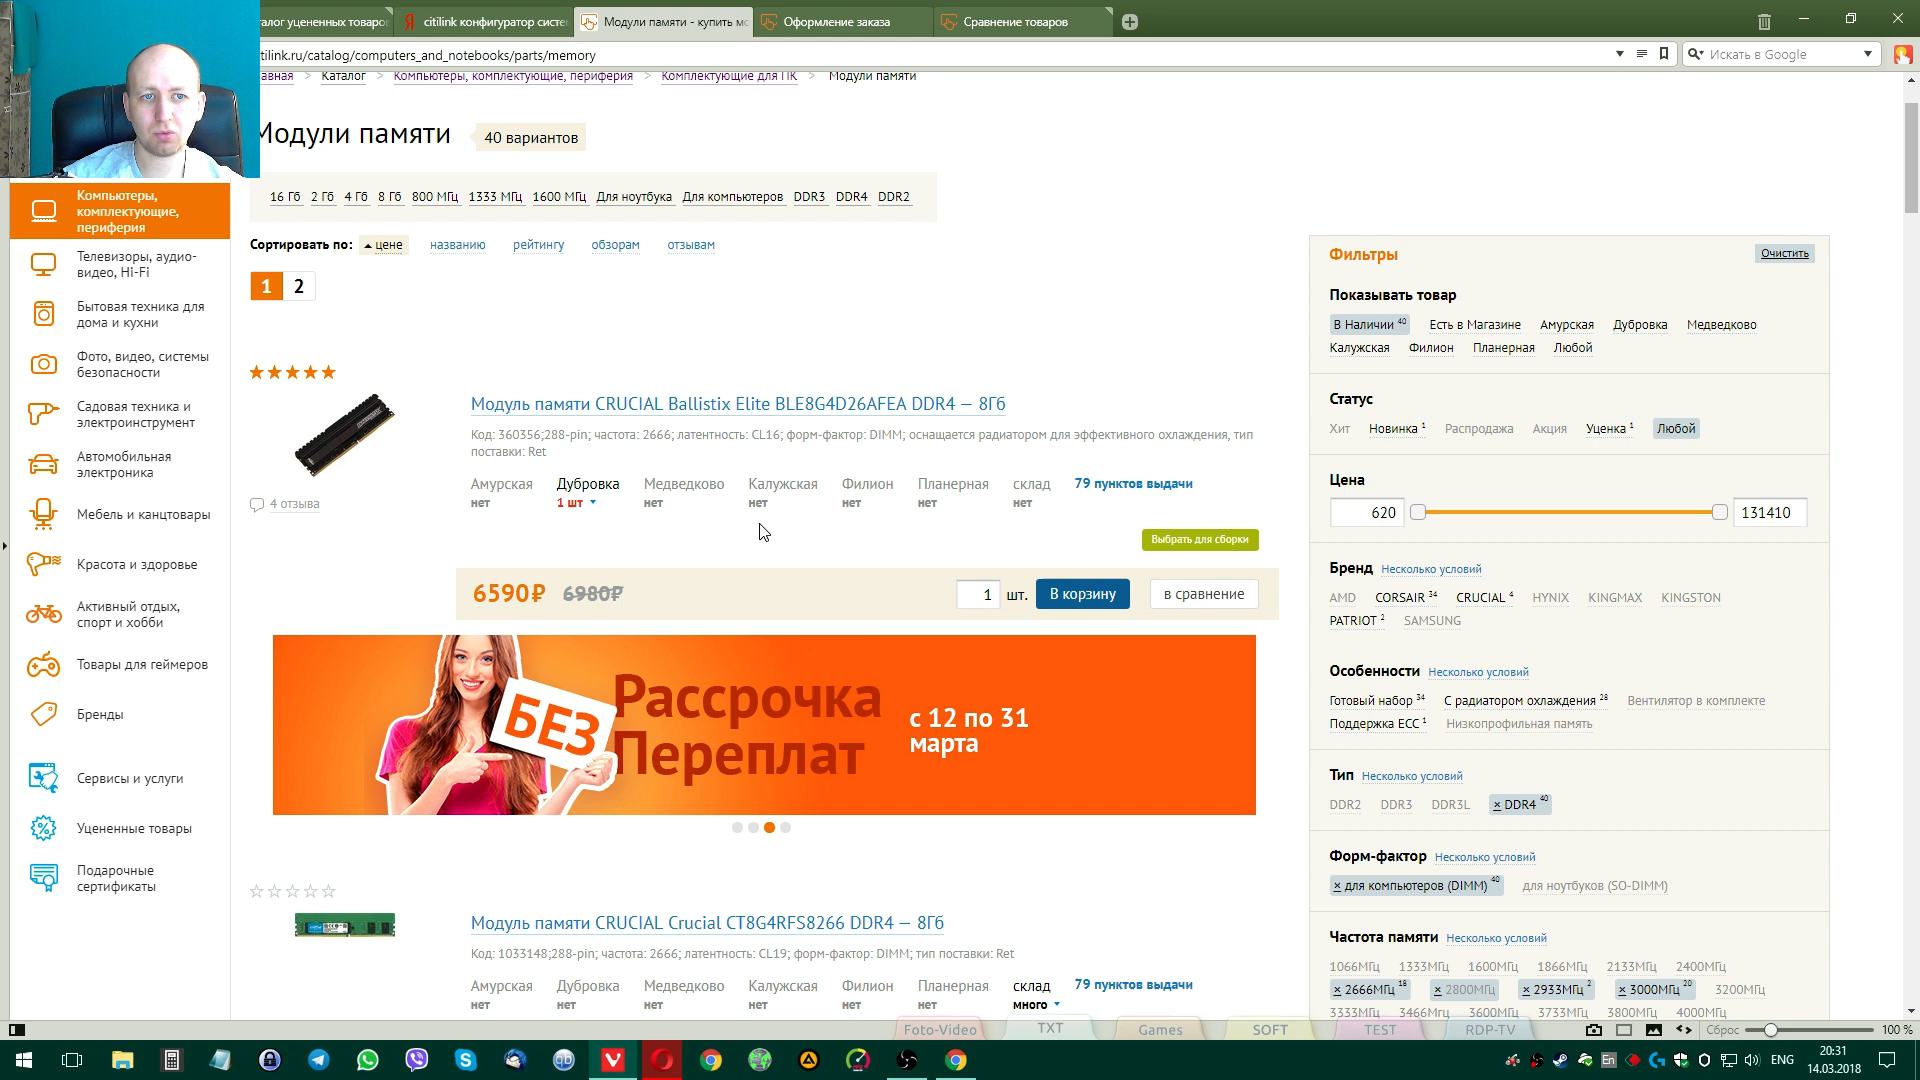 талог уцененных товаро
citilink конфигуратор систе
Модули памяти - купить мо
Оформление заказа
Сравнение товаров
tilink.ru/catalog/computers_and_notebooks/parts/memory
Искать в Google
авная > Каталог > Компьютеры, комплектующие, периферия > Комплектующие для ПК > Модули памяти
Модули памяти
40 вариантов
16 Гб 2 Гб 4 Гб 8 Гб 800 МГц 1333 МГц 1600 МГц Для ноутбука Для компьютеров DDR3 DDR4 DDR2
Сортировать по: цене названию рейтингу обзорам отзывам
1 2
Компьютеры, комплектующие, периферия
Телевизоры, аудио-видео, Hi-Fi
Бытовая техника для дома и кухни
Фото, видео, системы безопасности
Садовая техника и электроинструмент
Автомобильная электроника
Мебель и канцтовары
Красота и здоровье
Активный отдых, спорт и хобби
Товары для геймеров
Бренды
Сервисы и услуги
Уцененные товары
Подарочные сертификаты
Модуль памяти CRUCIAL Ballistix Elite BLE8G4D26AFEA DDR4 — 8Гб
Код: 360356;288-pin; частота: 2666; латентность: CL16; форм-фактор: DIMM; оснащается радиатором для эффективного охлаждения, тип
поставки: Ret
4 отзыва
Амурская Дубровка Медведково Калужская Филион Планерная склад 79 пунктов выдачи
нет 1 шт нет нет нет нет нет
Выбрать для сборки
6590₽ 6980₽ 1 шт. В корзину в сравнение
БЕЗ
Рассрочка
Переплат
с 12 по 31
марта
Модуль памяти CRUCIAL Crucial CT8G4RFS8266 DDR4 — 8Гб
Код: 1033148;288-pin; частота: 2666; латентность: CL19; форм-фактор: DIMM; тип поставки: Ret
Амурская Дубровка Медведково Калужская Филион Планерная склад 79 пунктов выдачи
нет нет нет нет нет нет много
Фильтры Очистить
Показывать товар
В Наличии 40 Есть в Магазине Амурская Дубровка Медведково
Калужская Филион Планерная Любой
Статус
Хит Новинка 1 Распродажа Акция Уценка 1 Любой
Цена
620 131410
Бренд Несколько условий
AMD CORSAIR 34 CRUCIAL 4 HYNIX KINGMAX KINGSTON
PATRIOT 2 SAMSUNG
Особенности Несколько условий
Готовый набор 34 С радиатором охлаждения 28 Вентилятор в комплекте
Поддержка ECC 1 Низкопрофильная память
Тип Несколько условий
DDR2 DDR3 DDR3L × DDR4 40
Форм-фактор Несколько условий
× для компьютеров (DIMM) 40 для ноутбуков (SO-DIMM)
Частота памяти Несколько условий
1066МГц 1333МГц 1600МГц 1866МГц 2133МГц 2400МГц
× 2666МГц 18 × 2800МГц × 2933МГц 2 × 3000МГц 20 3200МГц
3333МГц 3466МГц 3600МГц 3733МГц 3800МГц 4000МГц
Foto-Video TXT Games SOFT TEST RDP-TV
Сброс 100 %
En
ENG
20:31
14.03.2018